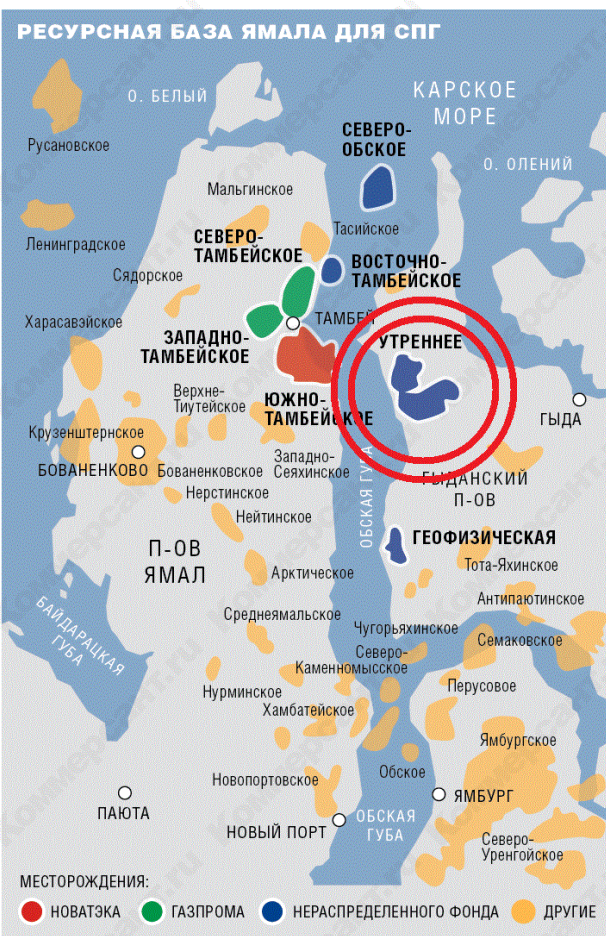 РЕСУРСНАЯ БАЗА ЯМАЛА ДЛЯ СПГ
О. БЕЛЫЙ
КАРСКОЕ
МОРЕ
Русановское
СЕВЕРО-
ОБСКОЕ
О. ОЛЕНИЙ
Мальгинское
Ленинградское
СЕВЕРО-
ТАМБЕЙСКОЕ
Тасийское
ВОСТОЧНО-
ТАМБЕЙСКОЕ
Сядорское
Харасавэйское
ТАМБЕЙ
ЗАПАДНО-
ТАМБЕЙСКОЕ
УТРЕННЕЕ
Верхне-
Тиутейское
ЮЖНО-
ТАМБЕЙСКОЕ
ГЫДА
Крузенштернское
БОВАНЕНКОВО
Бованенковское
Западно-
Сеяхинское
ОБСКАЯ ГУБА
ГЫДАНСКИЙ
П-ОВ
Нерстинское
Нейтинское
П-ОВ
ЯМАЛ
ГЕОФИЗИЧЕСКАЯ
Арктическое
Тота-Яхинское
Антипаютинское
БАЙДАРАЦКАЯ
ГУБА
Среднеямальское
Чугорьяхинское
Семаковское
Северо-
Каменномысское
Нурминское
Перусовое
Хамбатейское
Ямбургское
Новопортовское
Обское
ПАЮТА
ЯМБУРГ
НОВЫЙ ПОРТ
ОБСКАЯ
ГУБА
Северо-
Уренгойское
МЕСТОРОЖДЕНИЯ:
НОВАТЭКА
ГАЗПРОМА
НЕРАСПРЕДЕЛЕННОГО ФОНДА
ДРУГИЕ
Коммерсант.ru